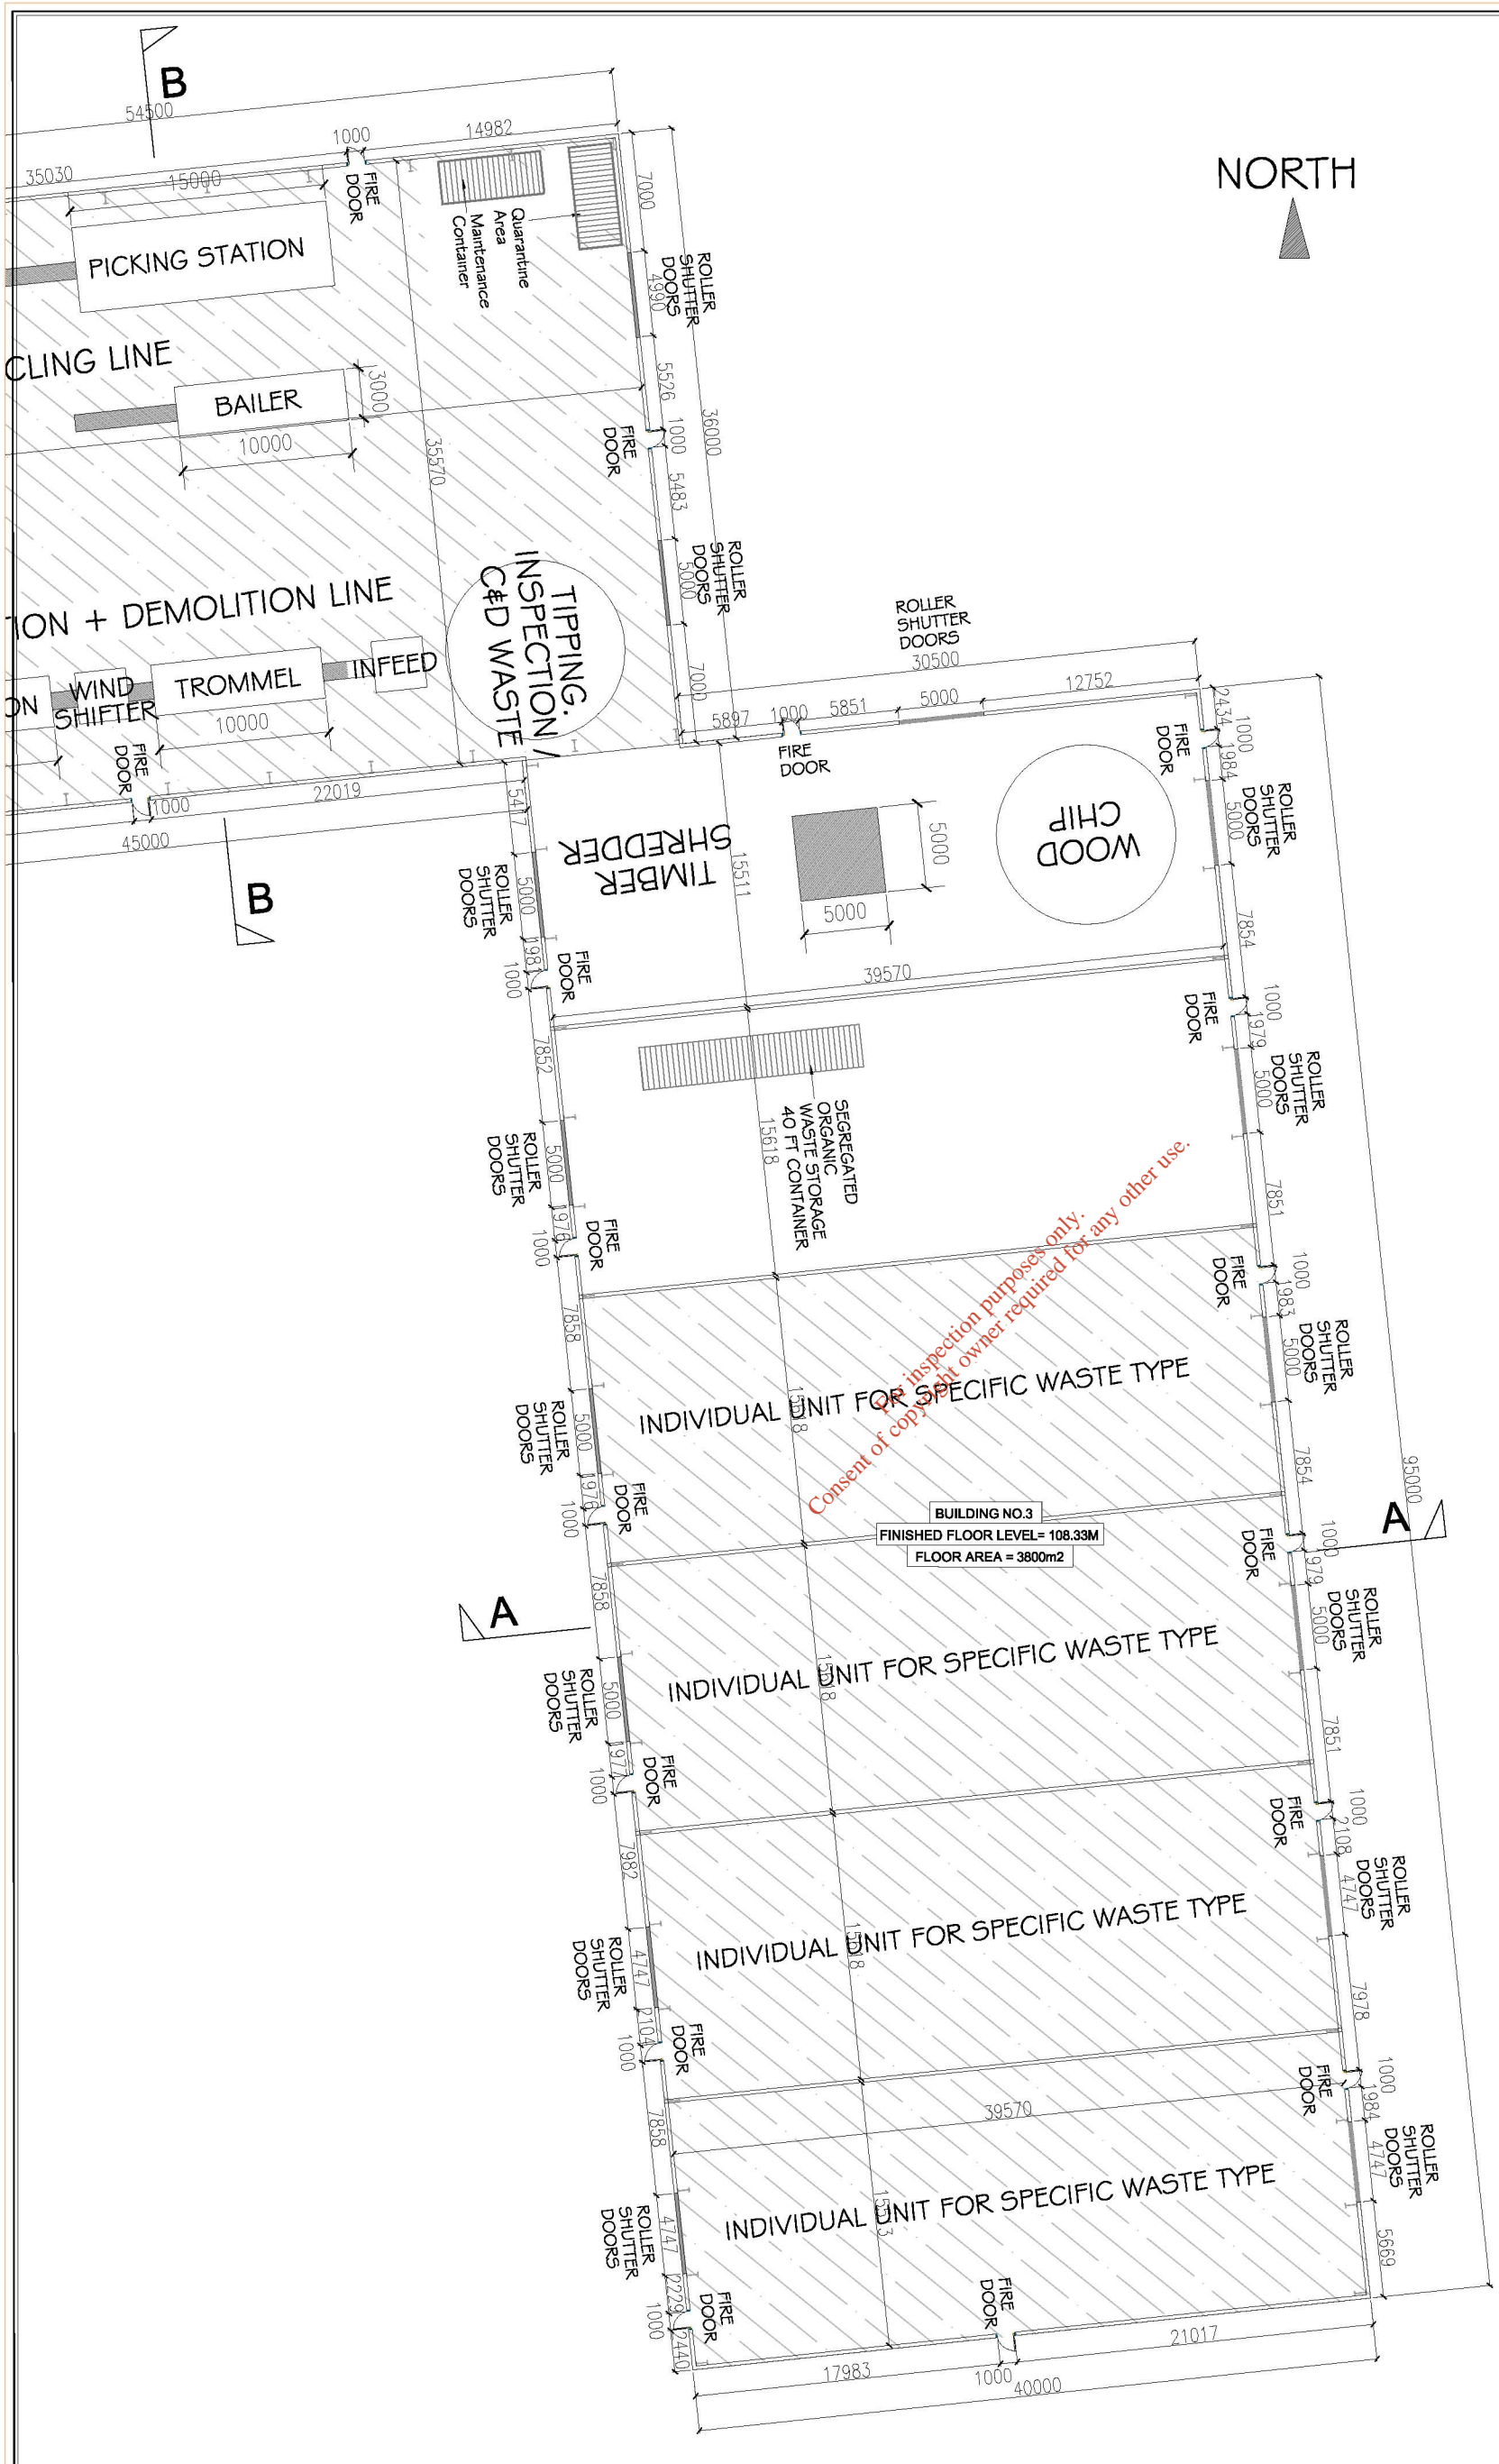 B
54500
1000
14982
35030
15000
FIRE
DOOR
7000
NORTH
PICKING STATION
Quarantine
Area
Maintenance
Container
ROLLER
SHUTTER
DOORS
4990
CLING LINE
5526
3000
BAILER
10000
35570
FIRE
DOOR
1000
36000
5483
ROLLER
SHUTTER
DOORS
5000
TIPPING.
INSPECTION /
C&D WASTE
ION + DEMOLITION LINE
7000
ROLLER
SHUTTER
DOORS
30500
5897
1000
5851
5000
12752
FIRE
DOOR
ON
WIND
SHIFTER
TROMMEL
INFEED
10000
FIRE
DOOR
1000
22019
45000
B
2434
1000
FIRE
DOOR
1984
ROLLER
SHUTTER
DOORS
5000
5417
TIMBER
SHREDDER
15511
5000
5000
WOOD
CHIP
ROLLER
SHUTTER
DOORS
5000
1981
1000
FIRE
DOOR
7854
39570
FIRE
DOOR
1000
1979
ROLLER
SHUTTER
DOORS
5000
7852
SEGREGATED
ORGANIC
WASTE STORAGE
40 FT CONTAINER
15618
ROLLER
SHUTTER
DOORS
5000
1976
1000
FIRE
DOOR
7851
FIRE
DOOR
1000
1983
ROLLER
SHUTTER
DOORS
5000
7858
INDIVIDUAL UNIT FOR SPECIFIC WASTE TYPE
15618
For inspection purposes only.
Consent of copyright owner required for any other use.
ROLLER
SHUTTER
DOORS
5000
1976
1000
FIRE
DOOR
7854
95000
BUILDING NO.3
FINISHED FLOOR LEVEL= 108.33M
FLOOR AREA = 3800m2
FIRE
DOOR
1000
A
1979
ROLLER
SHUTTER
DOORS
5000
7858
A
INDIVIDUAL UNIT FOR SPECIFIC WASTE TYPE
15618
ROLLER
SHUTTER
DOORS
5000
1977
1000
FIRE
DOOR
7851
FIRE
DOOR
1000
2108
ROLLER
SHUTTER
DOORS
4747
7982
INDIVIDUAL UNIT FOR SPECIFIC WASTE TYPE
15618
ROLLER
SHUTTER
DOORS
4747
2104
1000
FIRE
DOOR
7978
FIRE
DOOR
1000
1984
ROLLER
SHUTTER
DOORS
4747
7858
39570
INDIVIDUAL UNIT FOR SPECIFIC WASTE TYPE
ROLLER
SHUTTER
DOORS
4747
2229
1000
FIRE
DOOR
2440
5669
FIRE
DOOR
17983
1000
21017
40000